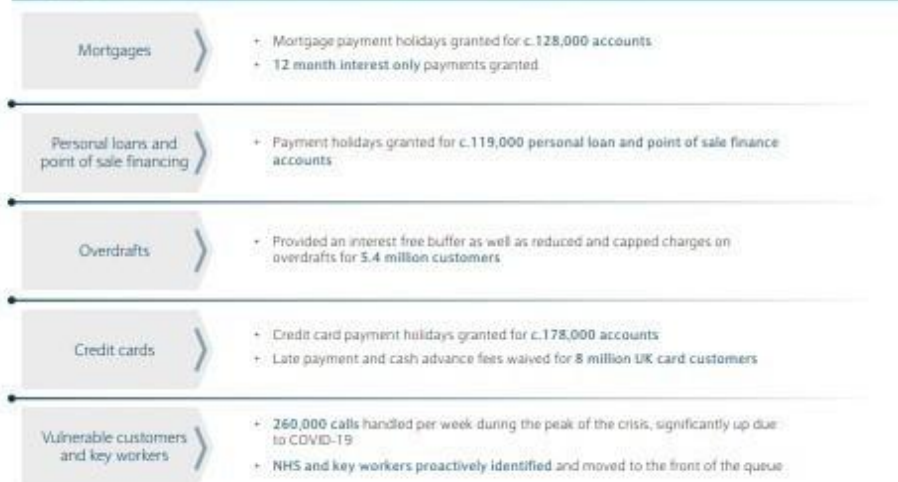 Mortgages
+ Mortgage payment holidays granted for c.128,000 accounts
+ 12 month interest only payments granted
Personal loans and
point of sale financing
+ Payment holidays granted for c.119,000 personal loan and point of sale finance
accounts
Overdrafts
+ Provided an interest free buffer as well as reduced and capped charges on
overdrafts for 5.4 million customers
Credit cards
+ Credit card payment holidays granted for c.178,000 accounts
+ Late payment and cash advance fees waived for 8 million UK card customers
Vulnerable customers
and key workers
+ 260,000 calls handled per week during the peak of the crisis, significantly up due
to COVID-19
+ NHS and key workers proactively identified and moved to the front of the queue